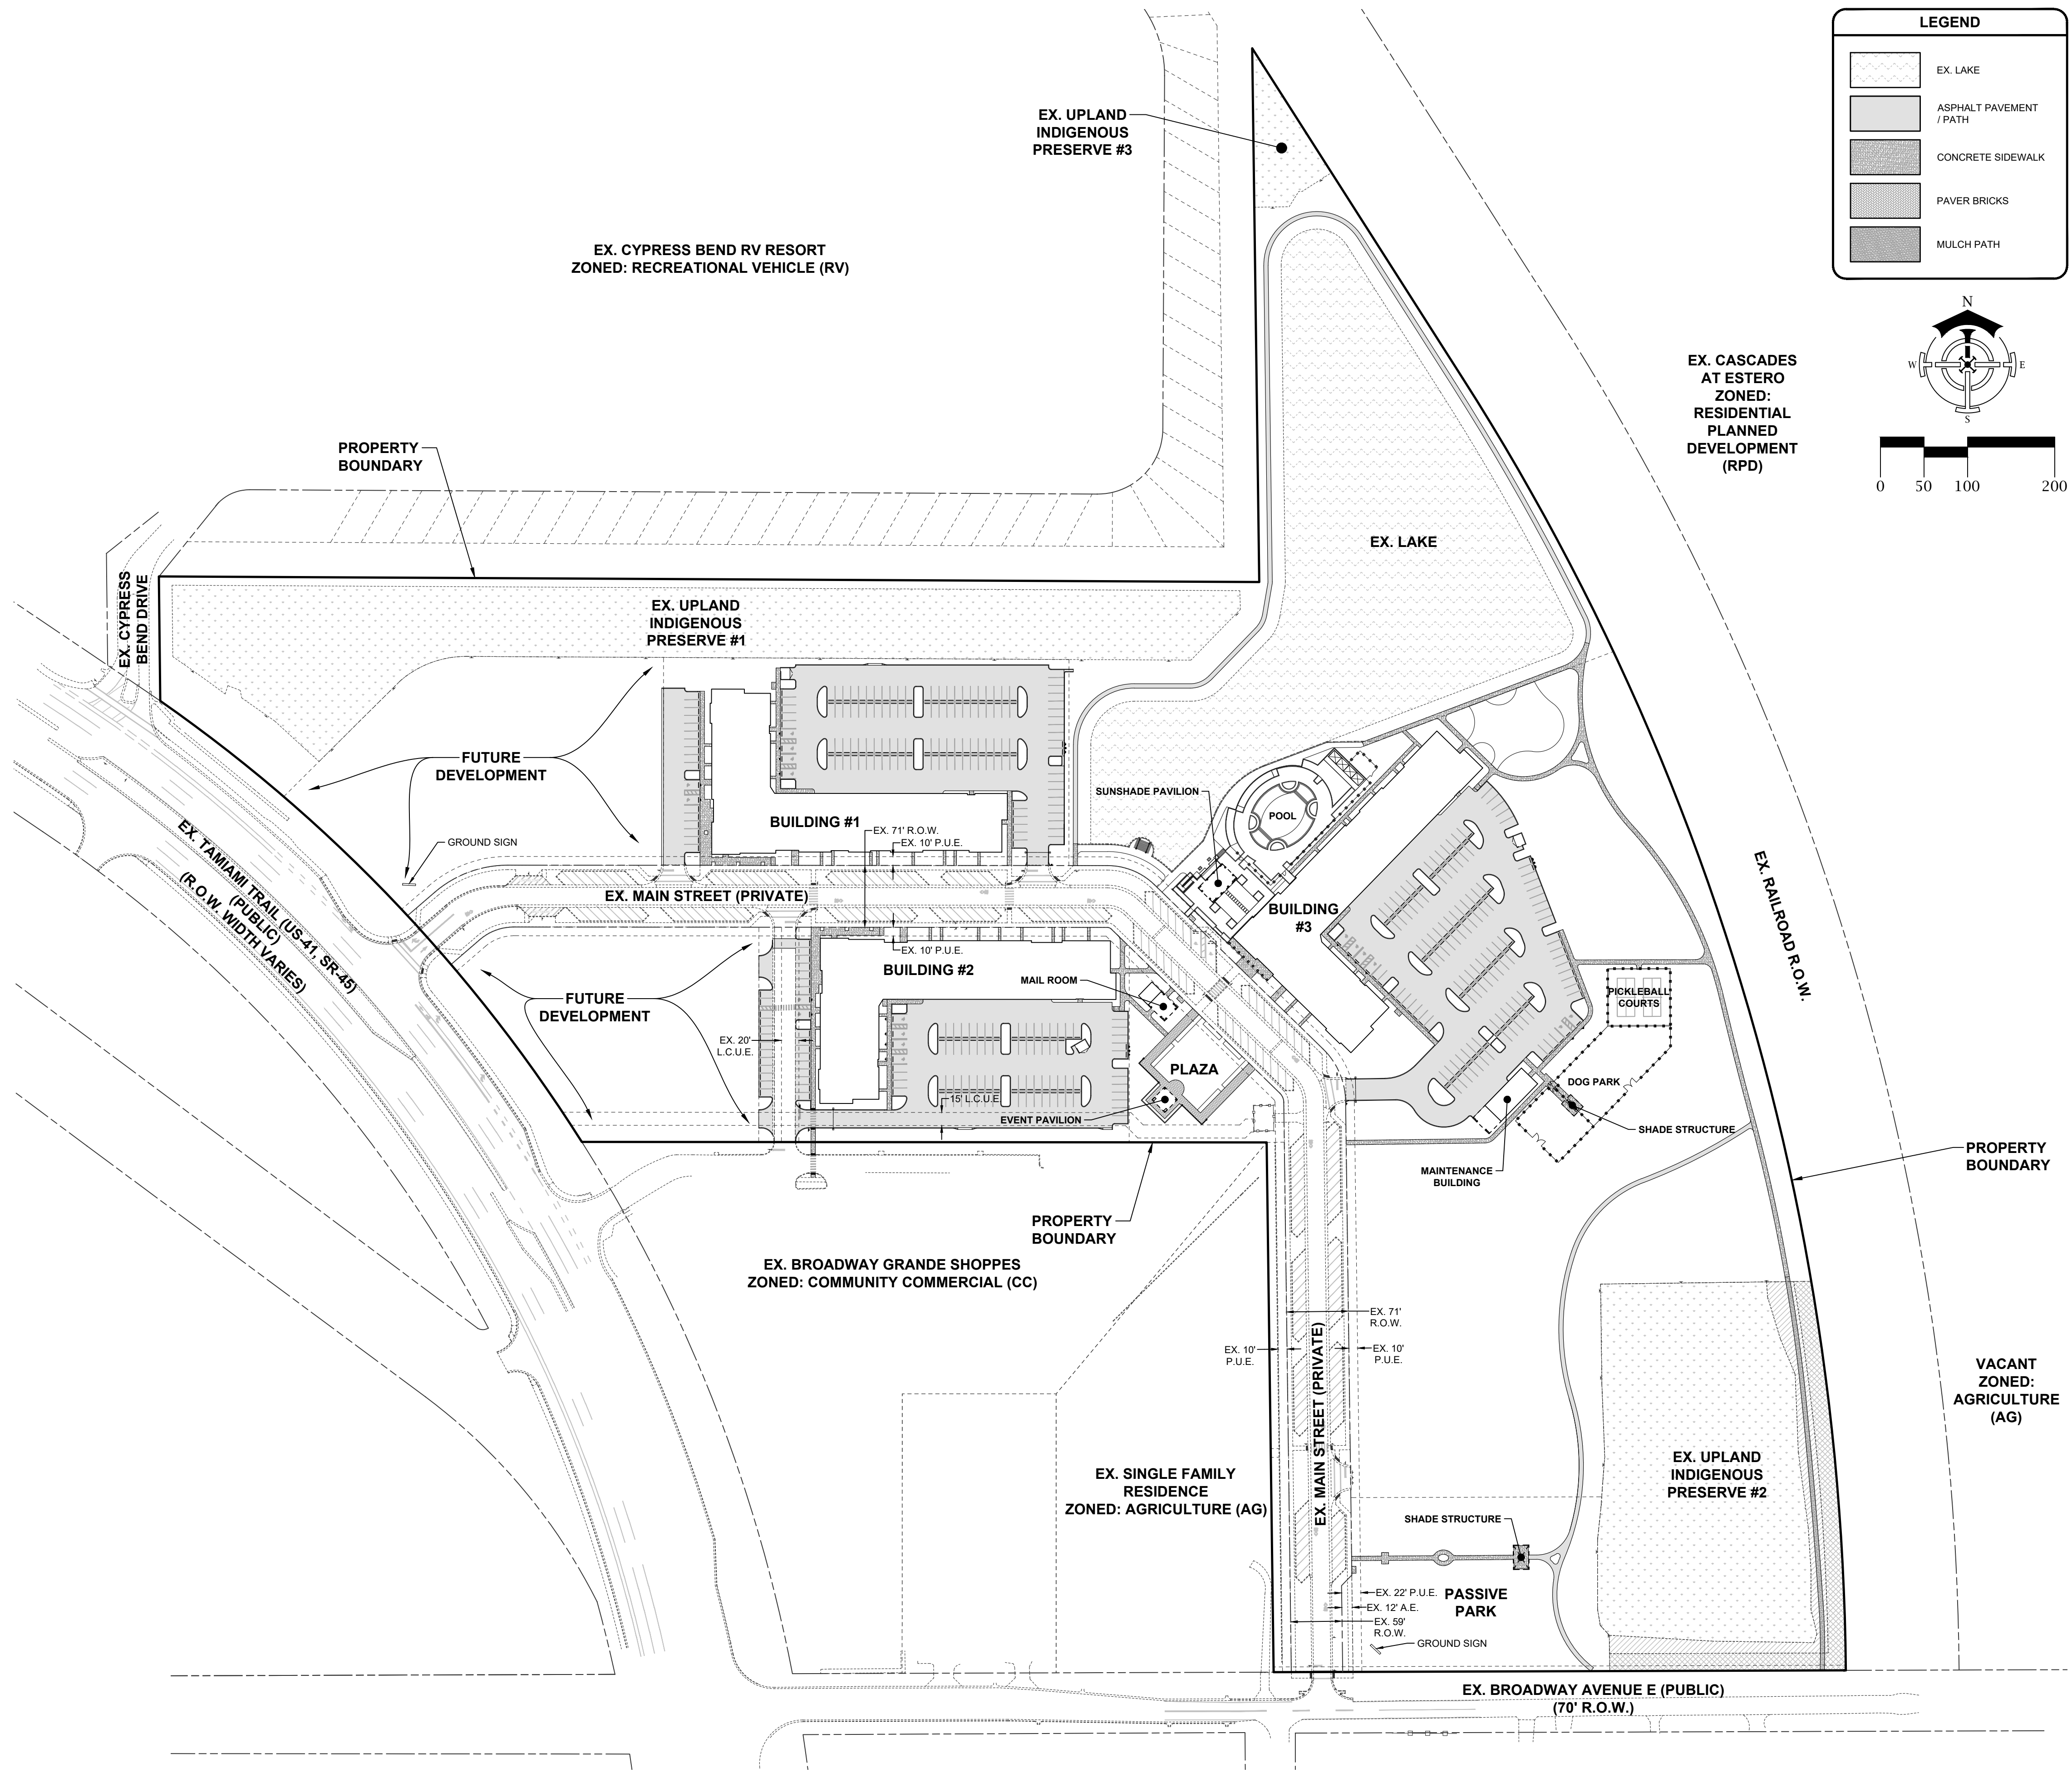 LEGEND
EX. LAKE
ASPHALT PAVEMENT
/ PATH
CONCRETE SIDEWALK
PAVER BRICKS
MULCH PATH
N
W
E
S
0 50 100 200
EX. UPLAND
INDIGENOUS
PRESERVE #3
EX. CYPRESS BEND RV RESORT
ZONED: RECREATIONAL VEHICLE (RV)
EX. CASCADES
AT ESTERO
ZONED:
RESIDENTIAL
PLANNED
DEVELOPMENT
(RPD)
PROPERTY
BOUNDARY
EX. LAKE
EX. CYPRESS
BEND DRIVE
EX. UPLAND
INDIGENOUS
PRESERVE #1
FUTURE
DEVELOPMENT
GROUND SIGN
BUILDING #1
EX. 71' R.O.W.
EX. 10' P.U.E.
SUNSHADE PAVILION
POOL
EX. TAMIAMI TRAIL (US-41, SR-45)
(PUBLIC)
(R.O.W. WIDTH VARIES)
EX. MAIN STREET (PRIVATE)
BUILDING
#3
EX. RAILROAD R.O.W.
EX. 10' P.U.E.
BUILDING #2
MAIL ROOM
FUTURE
DEVELOPMENT
EX. 20'
L.C.U.E.
PICKLEBALL
COURTS
PLAZA
DOG PARK
15' L.C.U.E.
EVENT PAVILION
SHADE STRUCTURE
MAINTENANCE
BUILDING
PROPERTY
BOUNDARY
PROPERTY
BOUNDARY
EX. BROADWAY GRANDE SHOPPES
ZONED: COMMUNITY COMMERCIAL (CC)
EX. 71'
R.O.W.
EX. 10'
P.U.E.
EX. 10'
P.U.E.
EX. MAIN STREET (PRIVATE)
VACANT
ZONED:
AGRICULTURE
(AG)
EX. UPLAND
INDIGENOUS
PRESERVE #2
EX. SINGLE FAMILY
RESIDENCE
ZONED: AGRICULTURE (AG)
SHADE STRUCTURE
EX. 22' P.U.E.
PASSIVE
PARK
EX. 12' A.E.
EX. 59'
R.O.W.
GROUND SIGN
EX. BROADWAY AVENUE E (PUBLIC)
(70' R.O.W.)